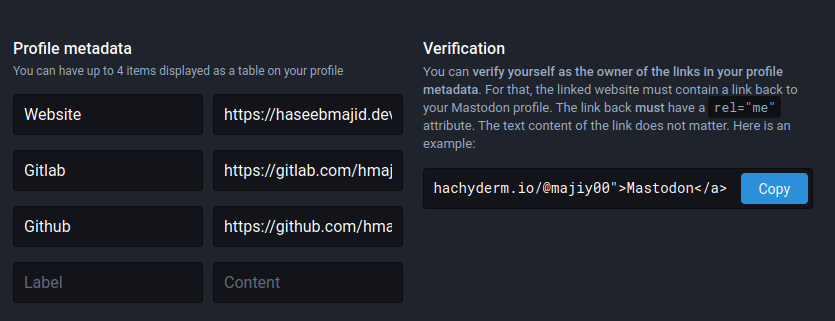 Profile metadata
You can have up to 4 items displayed as a table on your profile
Website
https://haseebmajid.dev
Gitlab
https://gitlab.com/hmaj
Github
https://github.com/hma
Label
Content
Verification
You can verify yourself as the owner of the links in your profile
metadata. For that, the linked website must contain a link back to
your Mastodon profile. The link back must have a rel="me"
attribute. The text content of the link does not matter. Here is an
example:
hachyderm.io/@majiy00">Mastodon</a>
Copy